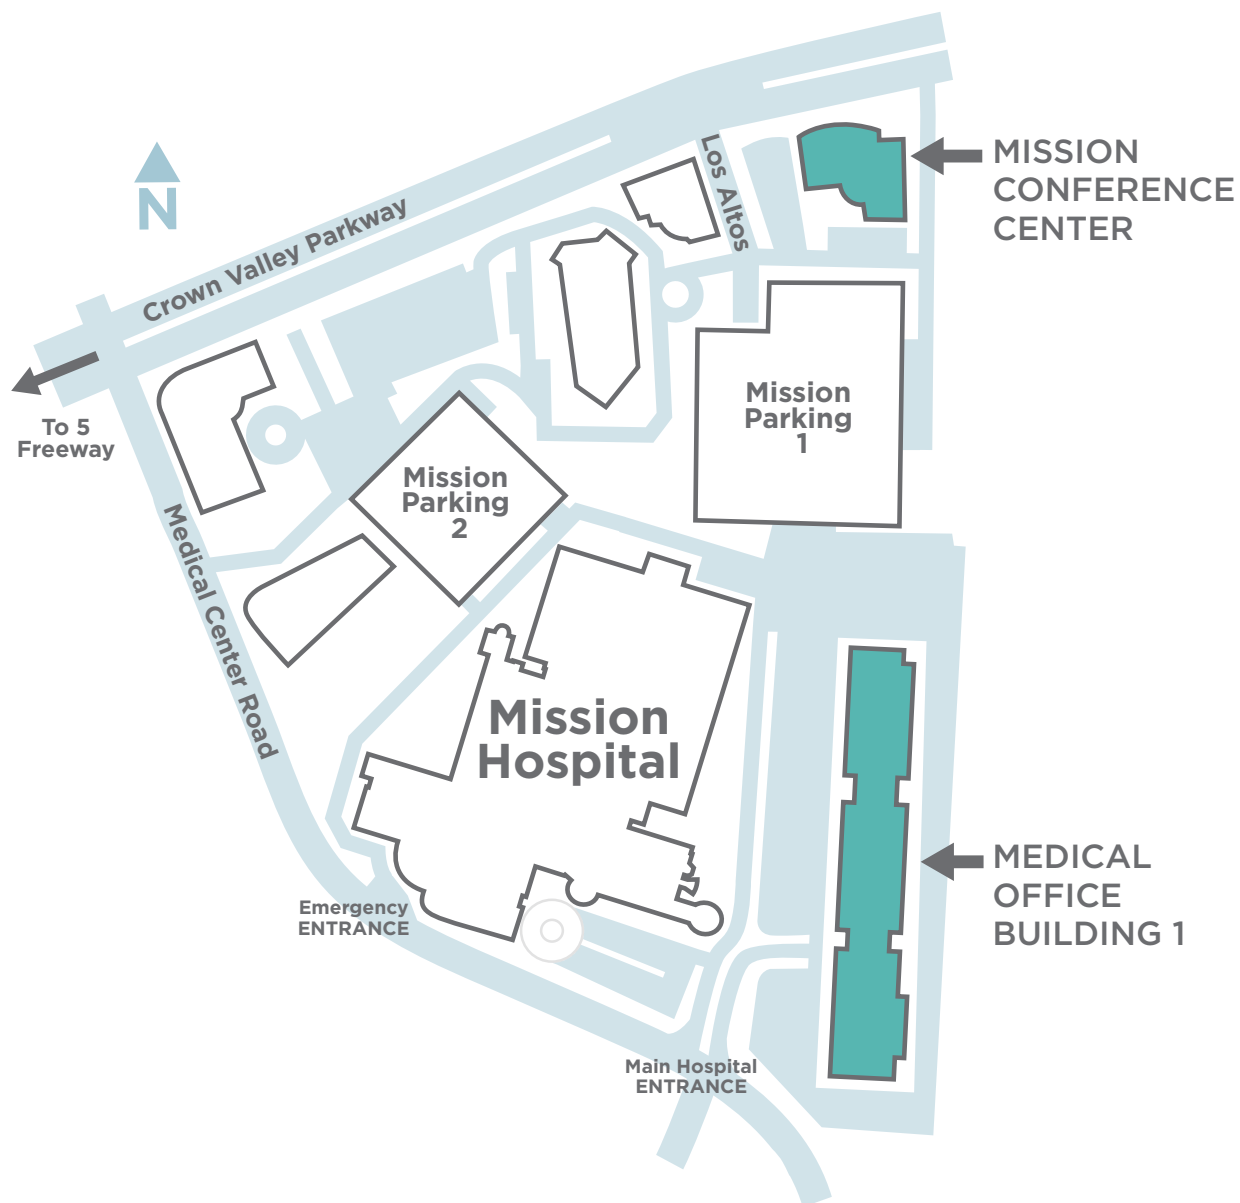 MISSION
CONFERENCE
CENTER
Los Altos
N
Crown Valley Parkway
To 5
Freeway
Mission
Parking
1
Mission
Parking
2
Medical Center Road
Mission
Hospital
MEDICAL
OFFICE
BUILDING 1
Emergency
ENTRANCE
Main Hospital
ENTRANCE